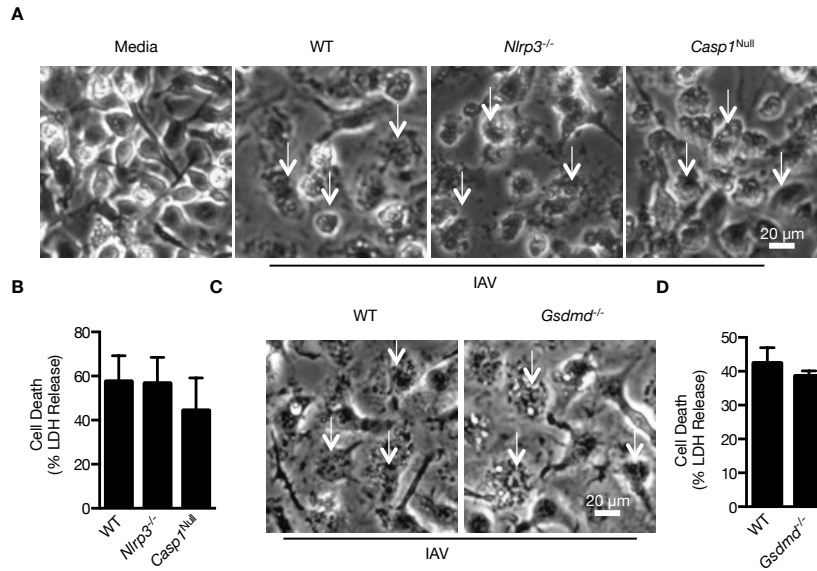 A
Media
WT
Nlrp3-/-
Casp1Null
20 µm
IAV
B
C
D
80
60
40
20
0
Cell Death
(% LDH Release)
WT
Nlrp3-/-
Casp1Null
WT
Gsdmd-/-
20 µm
IAV
50
40
30
20
10
0
Cell Death
(% LDH Release)
WT
Gsdmd-/-